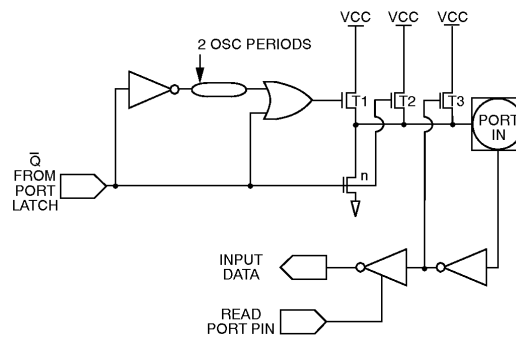 VCC
VCC
VCC
2 OSC PERIODS
T1
T2
T3
PORT
IN
Q
FROM
PORT
LATCH
n
INPUT
DATA
READ
PORT PIN